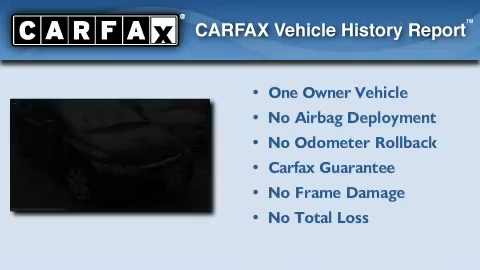 CARFAX® CARFAX Vehicle History Report™
• One Owner Vehicle
• No Airbag Deployment
• No Odometer Rollback
• Carfax Guarantee
• No Frame Damage
• No Total Loss